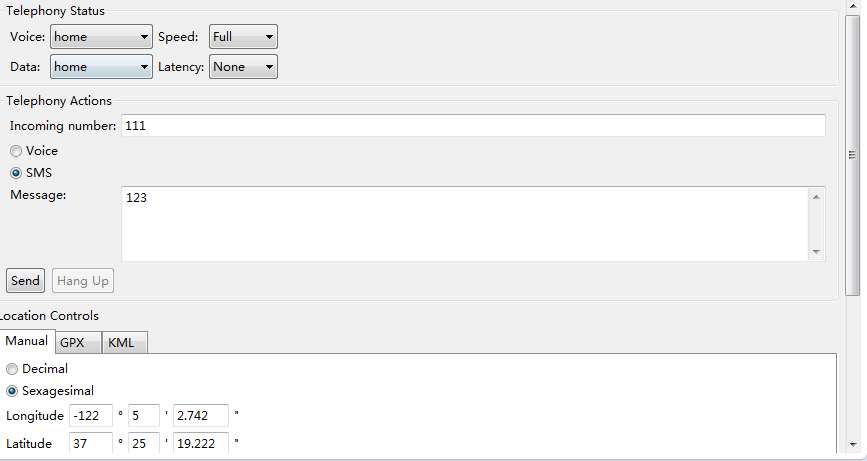 Telephony Status
Voice: home Speed: Full
Data: home Latency: None
Telephony Actions
Incoming number: 111
Voice
SMS
Message: 123
Send Hang Up
Location Controls
Manual GPX KML
Decimal
Sexagesimal
Longitude -122 ° 5 ' 2.742 "
Latitude 37 ° 25 ' 19.222 "